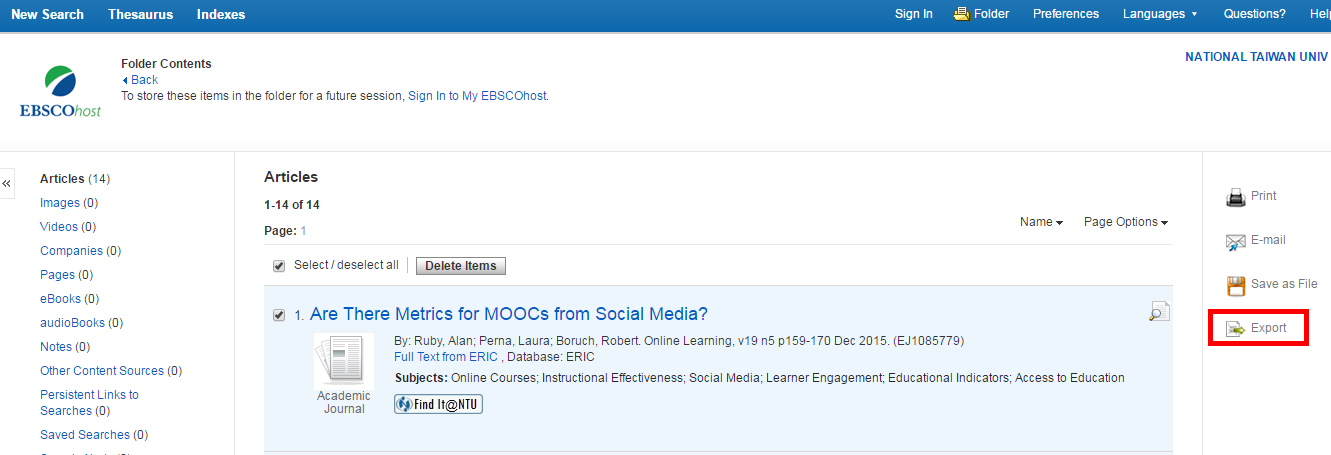 New Search Thesaurus Indexes Sign In Folder Preferences Languages Questions? Help
EBSCOhost
Folder Contents
Back
To store these items in the folder for a future session, Sign In to My EBSCOhost.
NATIONAL TAIWAN UNIV
«
Articles (14)
Images (0)
Videos (0)
Companies (0)
Pages (0)
eBooks (0)
audioBooks (0)
Notes (0)
Other Content Sources (0)
Persistent Links to
Searches (0)
Saved Searches (0)
Articles
1-14 of 14
Page: 1
Name Page Options
Select / deselect all Delete Items
1. Are There Metrics for MOOCs from Social Media?
By: Ruby, Alan; Perna, Laura; Boruch, Robert. Online Learning, v19 n5 p159-170 Dec 2015. (EJ1085779)
Full Text from ERIC , Database: ERIC
Subjects: Online Courses; Instructional Effectiveness; Social Media; Learner Engagement; Educational Indicators; Access to Education
Academic
Journal
Find It@NTU
Print
E-mail
Save as File
Export